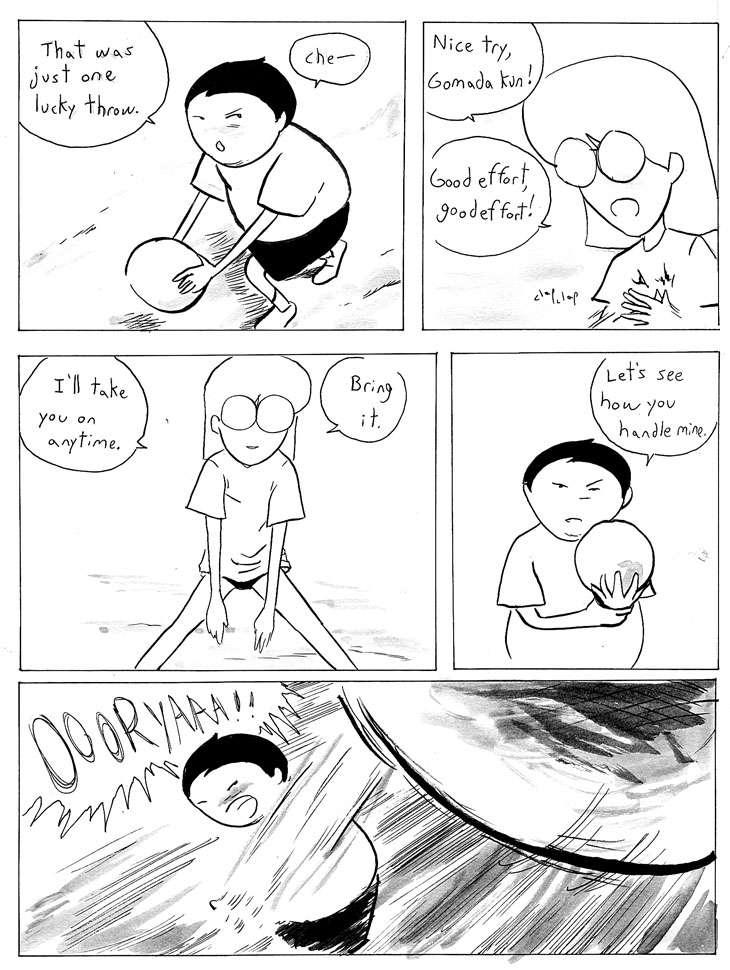 That was
just one
lucky throw.
che—
Nice try,
Gomada kun!
Good effort,
good effort!
clap, clap
I'll take
you on
anytime.
Bring
it.
Let's see
how you
handle mine.
OOORYAAA!!